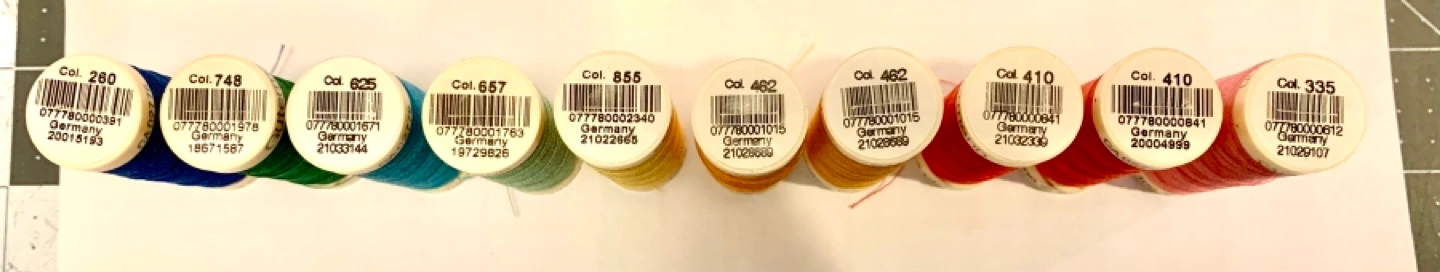 Col. 260
077780000391
Germany
20015193
Col. 748
077780001978
Germany
18671587
Col. 625
077780001671
Germany
21033144
Col. 657
077780001763
Germany
19729826
Col. 855
077780002340
Germany
21022665
Col. 462
077780001015
Germany
21028689
Col. 462
077780001015
Germany
21028689
Col. 410
077780000841
Germany
21032339
Col. 410
077780000841
Germany
20004999
Col. 335
077780000612
Germany
21029107